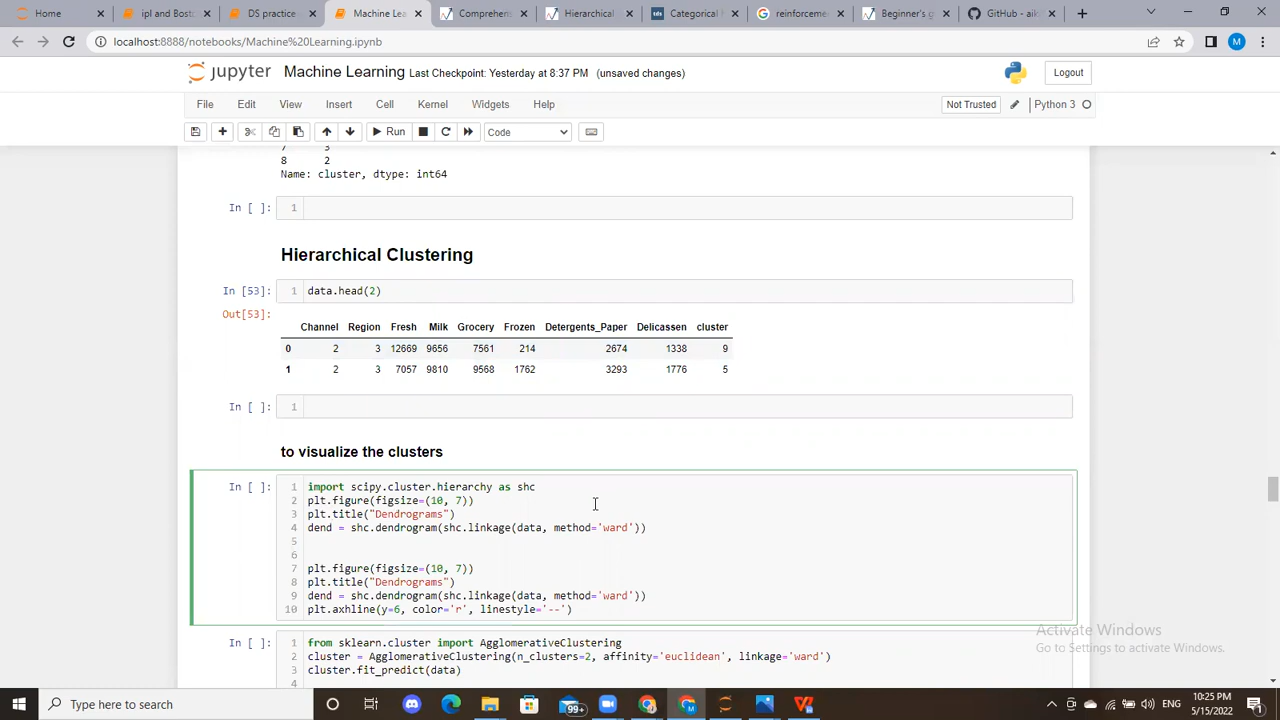 Home
ipl and Bosto
DS practice
Machine Lea
Comprehens
Hierarchical
tds
Categorical
reinforceme
Beginner's g
GitHub - aik
localhost:8888/notebooks/Machine%20Learning.ipynb
M
jupyter Machine Learning Last Checkpoint: Yesterday at 8:37 PM (unsaved changes)
Logout
File Edit View Insert Cell Kernel Widgets Help
Not Trusted
Python 3
Run
Code
7 3
8 2
Name: cluster, dtype: int64
In [ ]: 1
Hierarchical Clustering
In [53]: 1 data.head(2)
Out[53]:
Channel Region Fresh Milk Grocery Frozen Detergents_Paper Delicassen cluster
0 2 3 12669 9656 7561 214 2674 1338 9
1 2 3 7057 9810 9568 1762 3293 1776 5
In [ ]: 1
to visualize the clusters
In [ ]: 1 import scipy.cluster.hierarchy as shc
2 plt.figure(figsize=(10, 7))
3 plt.title("Dendrograms")
4 dend = shc.dendrogram(shc.linkage(data, method='ward'))
5
6
7 plt.figure(figsize=(10, 7))
8 plt.title("Dendrograms")
9 dend = shc.dendrogram(shc.linkage(data, method='ward'))
10 plt.axhline(y=6, color='r', linestyle='--')
In [ ]: 1 from sklearn.cluster import AgglomerativeClustering
2 cluster = AgglomerativeClustering(n_clusters=2, affinity='euclidean', linkage='ward')
3 cluster.fit_predict(data)
4
Activate Windows
Go to Settings to activate Windows.
Type here to search
99+
M
ENG
10:25 PM
5/15/2022
1